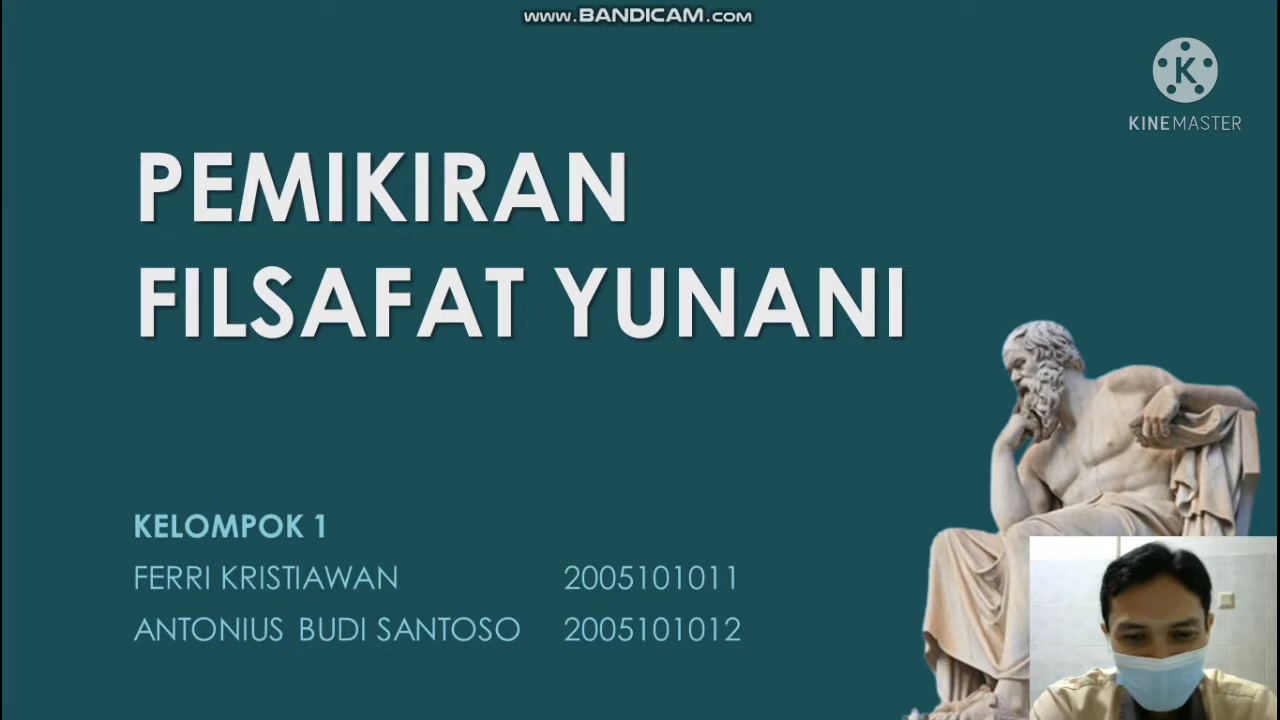 www.BANDICAM.com
KINEMASTER
PEMIKIRAN
FILSAFAT YUNANI
KELOMPOK 1
FERRI KRISTIAWAN 2005101011
ANTONIUS BUDI SANTOSO 2005101012